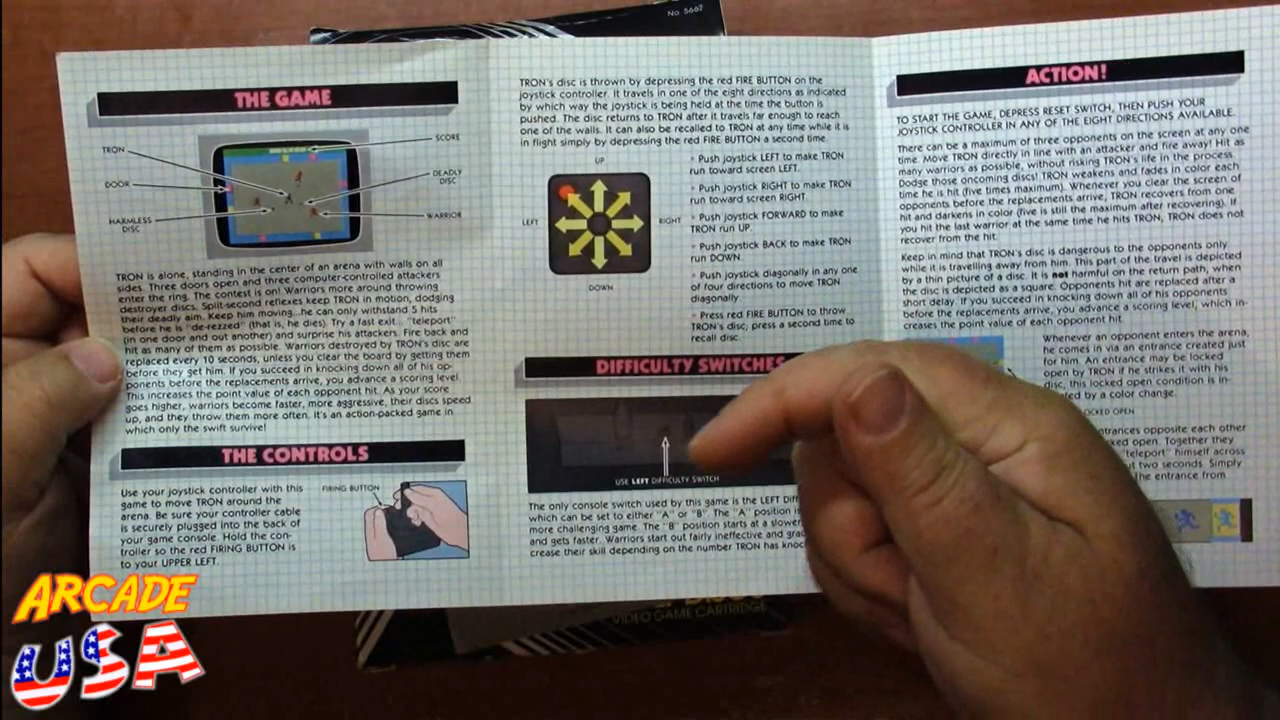 No. 5662
THE GAME
TRON
DOOR
HARMLESS
DISC
SCORE
DEADLY
DISC
WARRIOR
TRON is alone, standing in the center of an arena with walls on all
sides. Three doors open and three computer-controlled attackers
enter the ring. The contest is on! Warriors more around throwing
destroyer discs. Split-second reflexes keep TRON in motion, dodging
their deadly aim. Keep him moving...he can only withstand 5 hits
before he is "de-rezzed" (that is, he dies). Try a fast exit... "teleport"
(in one door and out another) and surprise his attackers. Fire back and
hit as many of them as possible. Warriors destroyed by TRON's disc are
replaced every 10 seconds, unless you clear the board by getting them
before they get him. If you succeed in knocking down all of his op-
ponents before the replacements arrive, you advance a scoring level.
This increases the point value of each opponent hit. As your score
goes higher, warriors become faster, more aggressive, their discs speed
up, and they throw them more often. It's an action-packed game in
which only the swift survive!
THE CONTROLS
Use your joystick controller with this
game to move TRON around the
arena. Be sure your controller cable
is securely plugged into the back of
your game console. Hold the con-
troller so the red FIRING BUTTON is
to your UPPER LEFT.
FIRING BUTTON
TRON's disc is thrown by depressing the red FIRE BUTTON on the
joystick controller. It travels in one of the eight directions as indicated
by which way the joystick is being held at the time the button is
pushed. The disc returns to TRON after it travels far enough to reach
one of the walls. It can also be recalled to TRON at any time while it is
in flight simply by depressing the red FIRE BUTTON a second time.
UP
LEFT
RIGHT
DOWN
• Push joystick LEFT to make TRON
run toward screen LEFT.
• Push joystick RIGHT to make TRON
run toward screen RIGHT.
• Push joystick FORWARD to make
TRON run UP.
• Push joystick BACK to make TRON
run DOWN.
• Push joystick diagonally in any one
of four directions to move TRON
diagonally.
• Press red FIRE BUTTON to throw
TRON's disc; press a second time to
recall disc.
DIFFICULTY SWITCHES
USE LEFT DIFFICULTY SWITCH
The only console switch used by this game is the LEFT Diff
which can be set to either "A" or "B". The "A" position is
more challenging game. The "B" position starts at a slower
and gets faster. Warriors start out fairly ineffective and gra
crease their skill depending on the number TRON has knoc
ACTION!
TO START THE GAME, DEPRESS RESET SWITCH, THEN PUSH YOUR
JOYSTICK CONTROLLER IN ANY OF THE EIGHT DIRECTIONS AVAILABLE.
There can be a maximum of three opponents on the screen at any one
time. Move TRON directly in line with an attacker and fire away! Hit as
many warriors as possible, without risking TRON's life in the process.
Dodge those oncoming discs! TRON weakens and fades in color each
time he is hit (five times maximum). Whenever you clear the screen of
opponents before the replacements arrive, TRON recovers from one
hit and darkens in color (five is still the maximum after recovering). If
you hit the last warrior at the same time he hits TRON, TRON does not
recover from the hit.
Keep in mind that TRON's disc is dangerous to the opponents only
while it is travelling away from him. This part of the travel is depicted
by a thin picture of a disc. It is not harmful on the return path, when
the disc is depicted as a square. Opponents hit are replaced after a
short delay. If you succeed in knocking down all of his opponents
before the replacements arrive, you advance a scoring level, which in-
creases the point value of each opponent hit.
Whenever an opponent enters the arena,
he comes in via an entrance created just
for him. An entrance may be locked
open by TRON if he strikes it with his
disc, this locked open condition is in-
ted by a color change.
OCKED OPEN
ntrances opposite each other
ked open. Together they
"teleport" himself across
ut two seconds. Simply
he entrance from
VIDEO GAME CARTRIDGE
ARCADE
USA